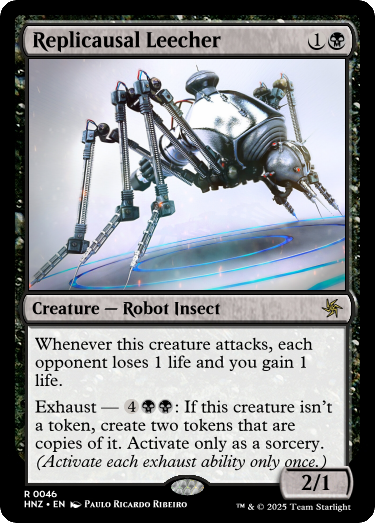 Replicausal Leecher 1
Creature — Robot Insect
Whenever this creature attacks, each
opponent loses 1 life and you gain 1
life.
Exhaust — 4: If this creature isn't
a token, create two tokens that are
copies of it. Activate only as a sorcery.
(Activate each exhaust ability only once.)
2/1
R 0046
HNZ • EN Paulo Ricardo Ribeiro
™ & © 2025 Team Starlight